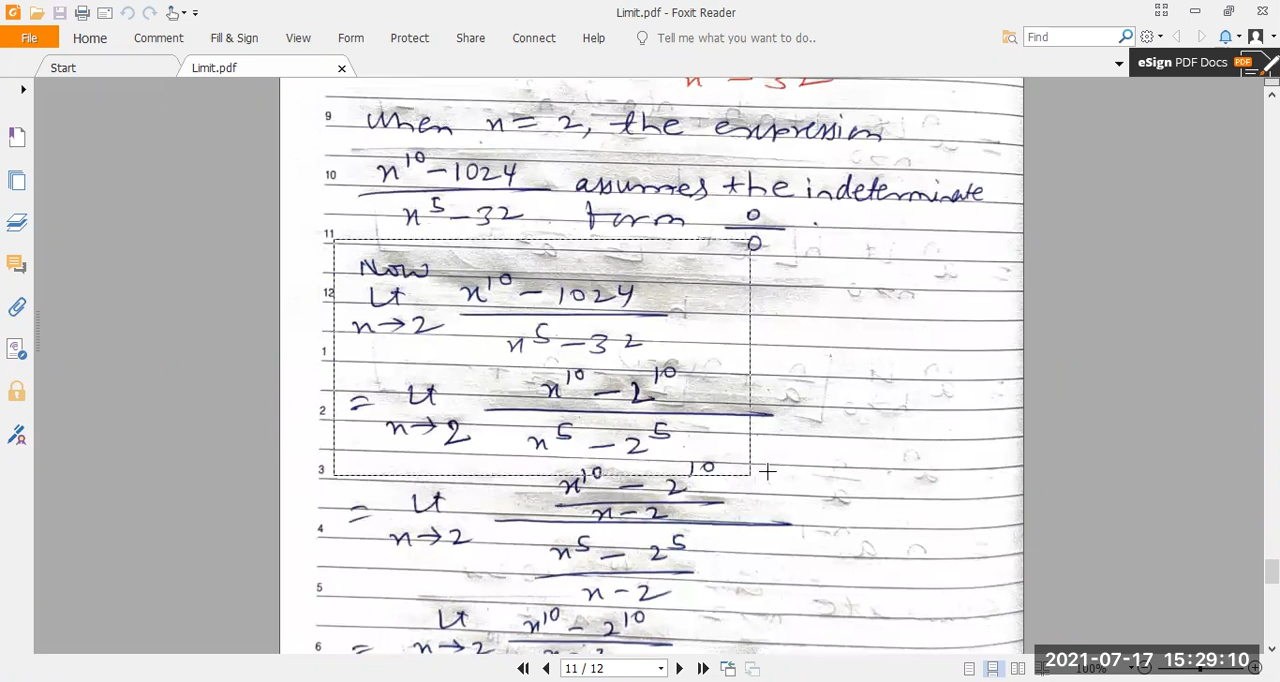 Limit.pdf - Foxit Reader
File Home Comment Fill & Sign View Form Protect Share Connect Help Tell me what you want to do.. Find
Start Limit.pdf eSign PDF Docs
x - 32
9 When x = 2, the expression
10 x^10 - 1024 / x^5 - 32 assumes the indeterminate
form 0/0.
11
Now
12 Lt x→2 x^10 - 1024 / x^5 - 32
1
2 = Lt x→2 x^10 - 2^10 / x^5 - 2^5
3
4 = Lt x→2 (x^10 - 2^10 / x - 2) / (x^5 - 2^5 / x - 2)
5
6 = Lt x→2 x^10 - 2^10
11 / 12
100%
2021-07-17 15:29:10